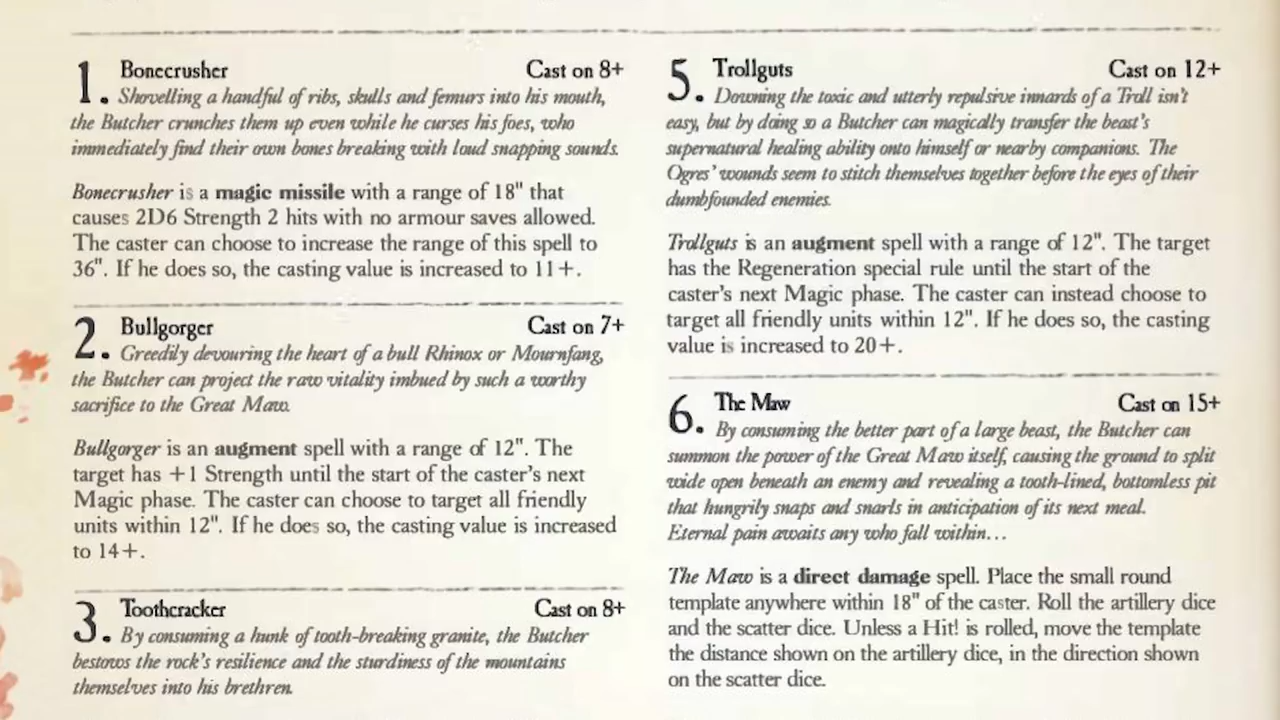 1. Bonecrusher Cast on 8+
Shovelling a handful of ribs, skulls and femurs into his mouth,
the Butcher crunches them up even while he curses his foes, who
immediately find their own bones breaking with loud snapping sounds.
Bonecrusher is a magic missile with a range of 18" that
causes 2D6 Strength 2 hits with no armour saves allowed.
The caster can choose to increase the range of this spell to
36". If he does so, the casting value is increased to 11+.
2. Bullgorger Cast on 7+
Greedily devouring the heart of a bull Rhinox or Mournfang,
the Butcher can project the raw vitality imbued by such a worthy
sacrifice to the Great Maw.
Bullgorger is an augment spell with a range of 12". The
target has +1 Strength until the start of the caster's next
Magic phase. The caster can choose to target all friendly
units within 12". If he does so, the casting value is increased
to 14+.
3. Toothcracker Cast on 8+
By consuming a hunk of tooth-breaking granite, the Butcher
bestows the rock's resilience and the sturdiness of the mountains
themselves into his brethren.
5. Trollguts Cast on 12+
Downing the toxic and utterly repulsive innards of a Troll isn't
easy, but by doing so a Butcher can magically transfer the beast's
supernatural healing ability onto himself or nearby companions. The
Ogres' wounds seem to stitch themselves together before the eyes of their
dumbfounded enemies.
Trollguts is an augment spell with a range of 12". The target
has the Regeneration special rule until the start of the
caster's next Magic phase. The caster can instead choose to
target all friendly units within 12". If he does so, the casting
value is increased to 20+.
6. The Maw Cast on 15+
By consuming the better part of a large beast, the Butcher can
summon the power of the Great Maw itself, causing the ground to split
wide open beneath an enemy and revealing a tooth-lined, bottomless pit
that hungrily snaps and snarls in anticipation of its next meal.
Eternal pain awaits any who fall within...
The Maw is a direct damage spell. Place the small round
template anywhere within 18" of the caster. Roll the artillery dice
and the scatter dice. Unless a Hit! is rolled, move the template
the distance shown on the artillery dice, in the direction shown
on the scatter dice.